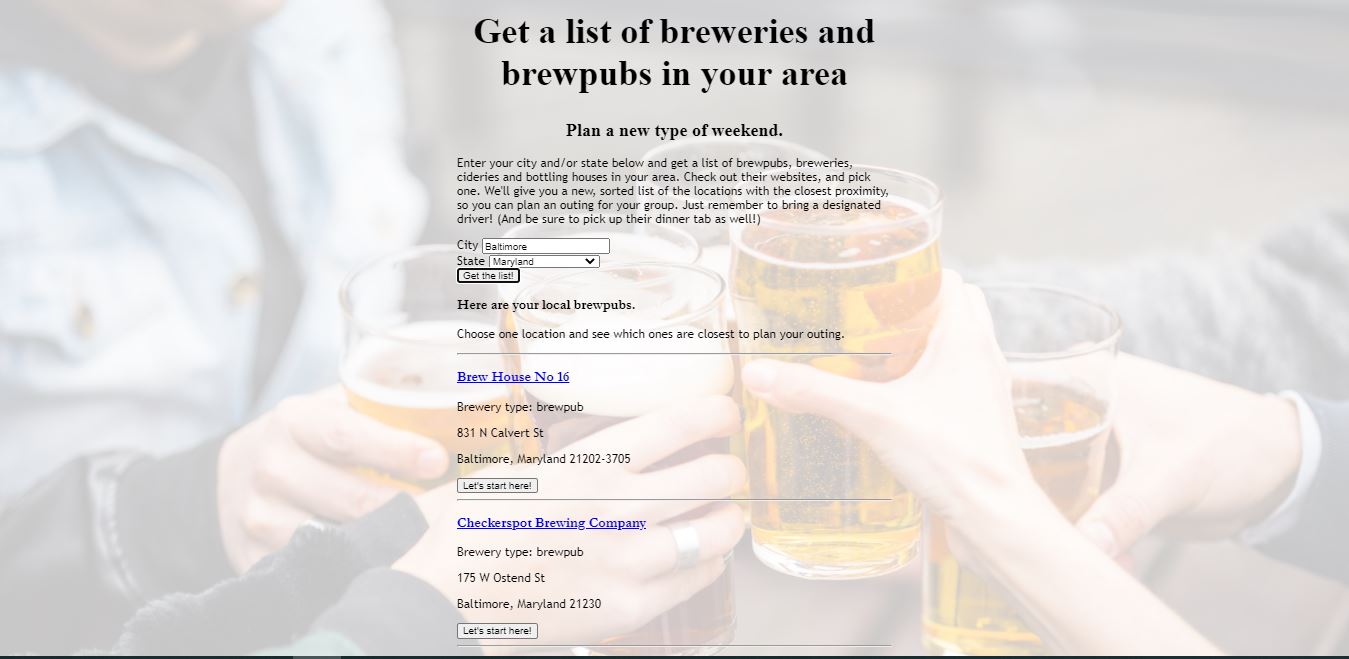 Get a list of breweries and
brewpubs in your area
Plan a new type of weekend.
Enter your city and/or state below and get a list of brewpubs, breweries,
cideries and bottling houses in your area. Check out their websites, and pick
one. We'll give you a new, sorted list of the locations with the closest proximity,
so you can plan an outing for your group. Just remember to bring a designated
driver! (And be sure to pick up their dinner tab as well!)
City Baltimore
State Maryland
Get the list!
Here are your local brewpubs.
Choose one location and see which ones are closest to plan your outing.
Brew House No 16
Brewery type: brewpub
831 N Calvert St
Baltimore, Maryland 21202-3705
Let's start here!
Checkerspot Brewing Company
Brewery type: brewpub
175 W Ostend St
Baltimore, Maryland 21230
Let's start here!